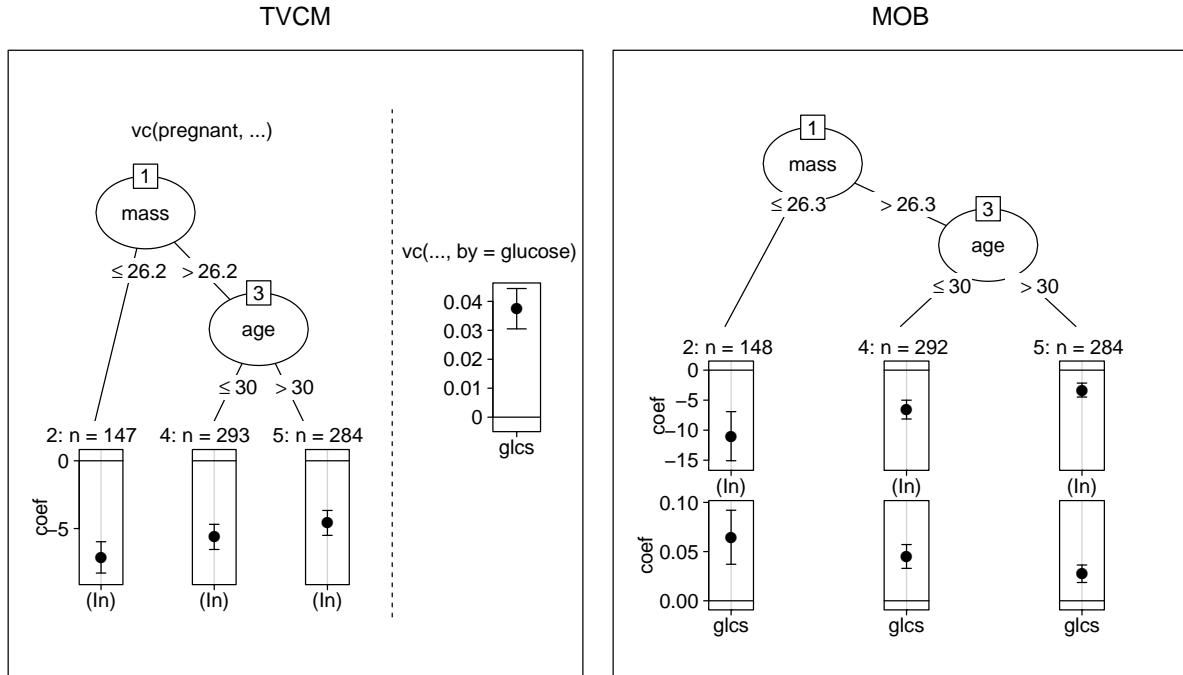 TVCM
vc(pregnant, ...)
1
mass
≤ 26.2
> 26.2
3
age
≤ 30
> 30
2: n = 147
4: n = 293
5: n = 284
coef
0
−5
(In)
(In)
(In)
vc(..., by = glucose)
0.04
0.03
0.02
0.01
0
glcs
MOB
1
mass
≤ 26.3
> 26.3
3
age
≤ 30
> 30
2: n = 148
4: n = 292
5: n = 284
coef
0
−5
−10
−15
(In)
(In)
(In)
coef
0.10
0.05
0.00
glcs
glcs
glcs